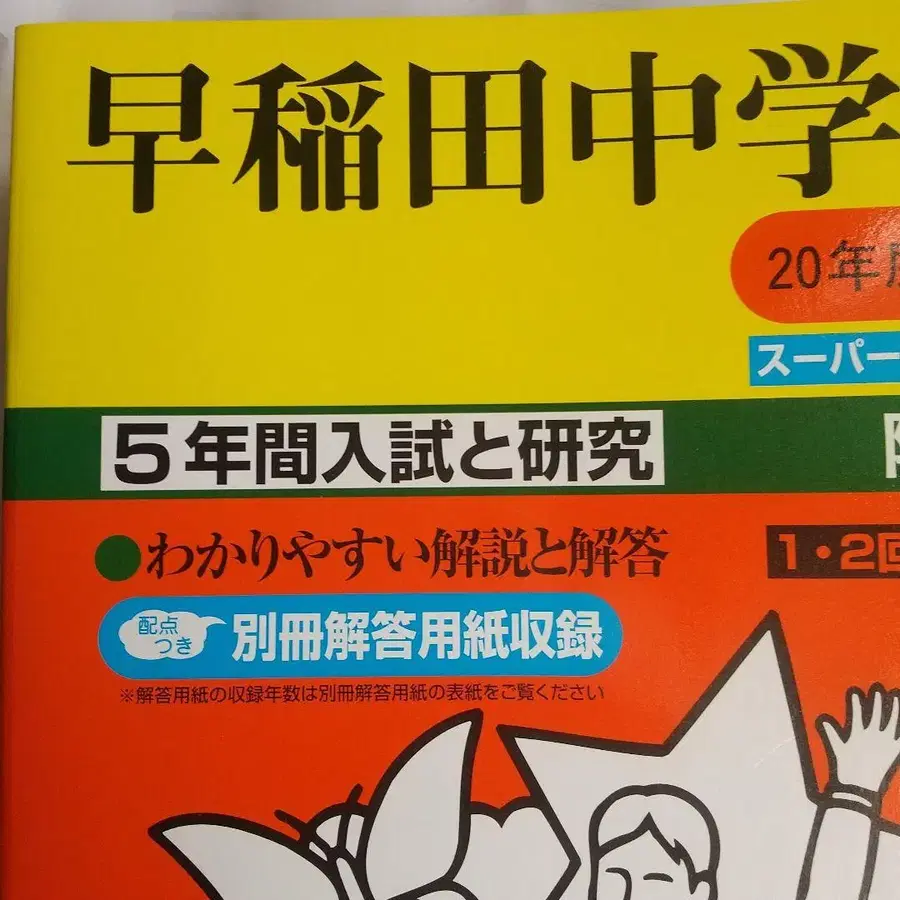 早稲田中学
20年度
スーパー
5年間入試と研究
●わかりやすい解説と解答
1・2回
配点
つき
別冊解答用紙収録
※解答用紙の収録年数は別冊解答用紙の表紙をご覧ください